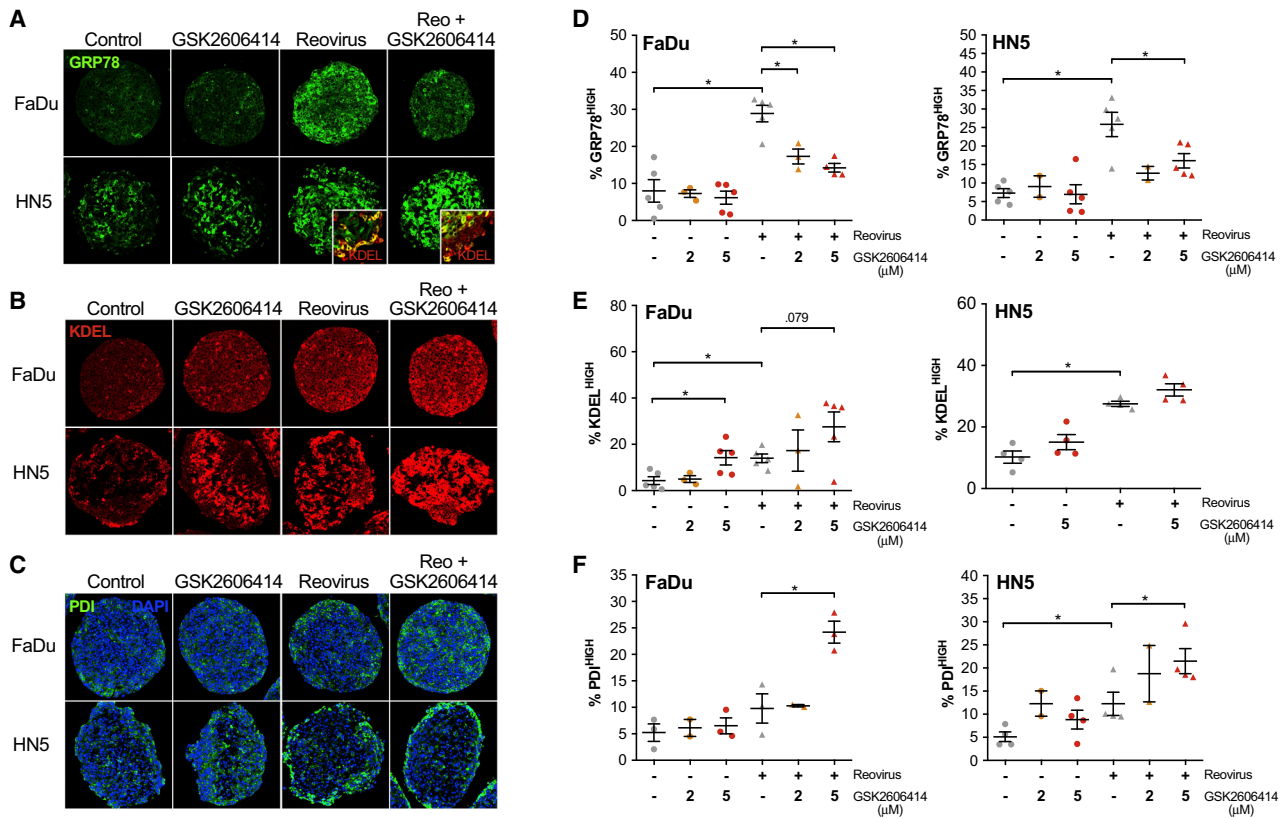 A
Control GSK2606414 Reovirus Reo + GSK2606414
GRP78
FaDu
HN5
KDEL KDEL
B
Control GSK2606414 Reovirus Reo + GSK2606414
KDEL
FaDu
HN5
C
Control GSK2606414 Reovirus Reo + GSK2606414
PDI DAPI
FaDu
HN5
D
FaDu
% GRP78HIGH
50
40
30
20
10
0
* * *
- - - + + + Reovirus
- 2 5 - 2 5 GSK2606414
(μM)
HN5
% GRP78HIGH
50
45
40
35
30
25
20
15
10
5
0
* *
- - - + + + Reovirus
- 2 5 - 2 5 GSK2606414
(μM)
E
FaDu
% KDELHIGH
80
60
40
20
0
.079
* *
- - - + + + Reovirus
- 2 5 - 2 5 GSK2606414
(μM)
HN5
% KDELHIGH
60
40
20
0
*
- - + + Reovirus
- 5 - 5 GSK2606414
(μM)
F
FaDu
% PDIHIGH
35
30
25
20
15
10
5
0
*
- - - + + + Reovirus
- 2 5 - 2 5 GSK2606414
(μM)
HN5
% PDIHIGH
40
35
30
25
20
15
10
5
0
* *
- - - + + + Reovirus
- 2 5 - 2 5 GSK2606414
(μM)